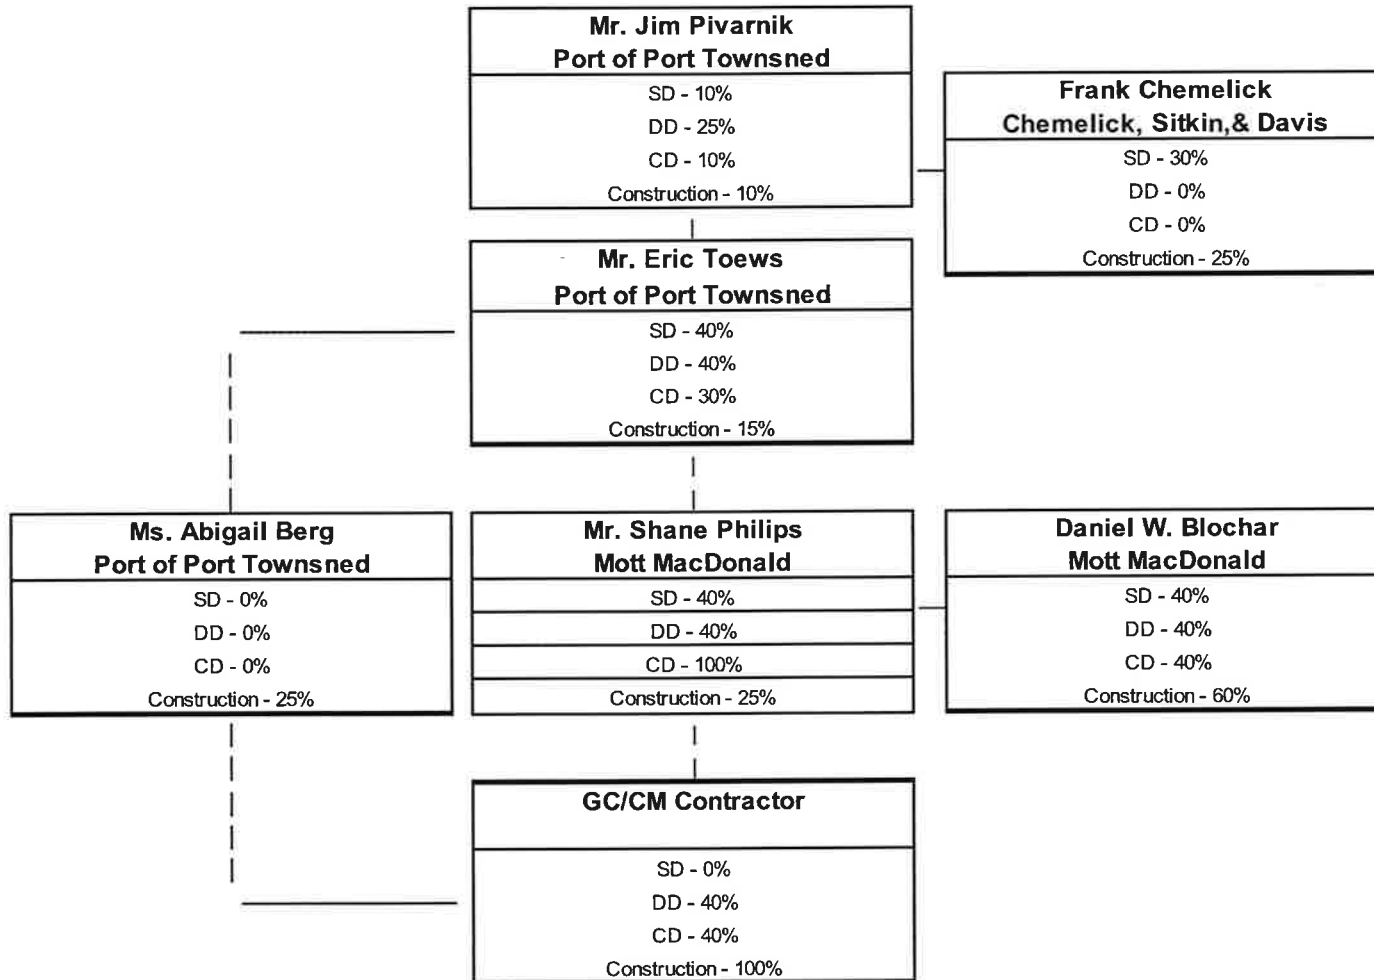 Mr. Jim Pivarnik
Port of Port Townsned
SD - 10%
DD - 25%
CD - 10%
Construction - 10%
Frank Chemelick
Chemelick, Sitkin,& Davis
SD - 30%
DD - 0%
CD - 0%
Construction - 25%
Mr. Eric Toews
Port of Port Townsned
SD - 40%
DD - 40%
CD - 30%
Construction - 15%
Ms. Abigail Berg
Port of Port Townsned
SD - 0%
DD - 0%
CD - 0%
Construction - 25%
Mr. Shane Philips
Mott MacDonald
SD - 40%
DD - 40%
CD - 100%
Construction - 25%
Daniel W. Blochar
Mott MacDonald
SD - 40%
DD - 40%
CD - 40%
Construction - 60%
GC/CM Contractor
SD - 0%
DD - 40%
CD - 40%
Construction - 100%